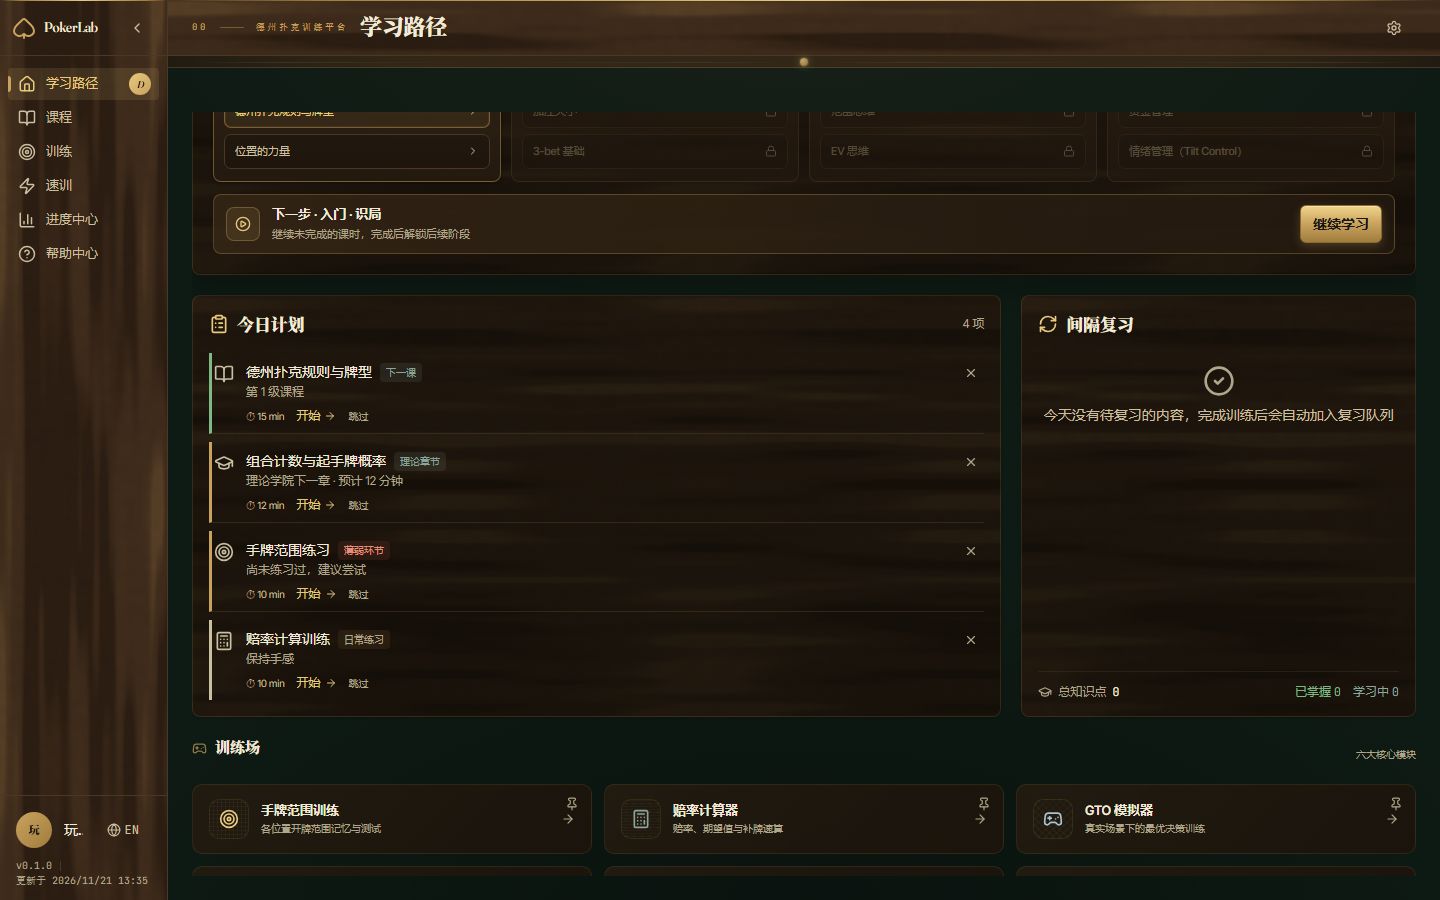 PokerLab
00
德州扑克训练平台
学习路径
学习路径
D
课程
训练
速训
进度中心
帮助中心
德州扑克规则与牌型
位置的力量
3-bet 基础
EV 思维
情绪管理（Tilt Control）
下一步 · 入门 · 识局
继续未完成的课时，完成后解锁后续阶段
继续学习
今日计划
4 项
德州扑克规则与牌型 下一课
第 1 级课程
15 min 开始 → 跳过
组合计数与起手牌概率 理论章节
理论学院下一章 · 预计 12 分钟
12 min 开始 → 跳过
手牌范围练习 薄弱环节
尚未练习过，建议尝试
10 min 开始 → 跳过
赔率计算训练 日常练习
保持手感
10 min 开始 → 跳过
间隔复习
今天没有待复习的内容，完成训练后会自动加入复习队列
总知识点 0
已掌握 0 学习中 0
训练场
六大核心模块
手牌范围训练
各位置开牌范围记忆与测试
赔率计算器
赔率、期望值与补牌速算
GTO 模拟器
真实场景下的最优决策训练
玩
玩..
EN
v0.1.0
更新于 2026/11/21 13:35